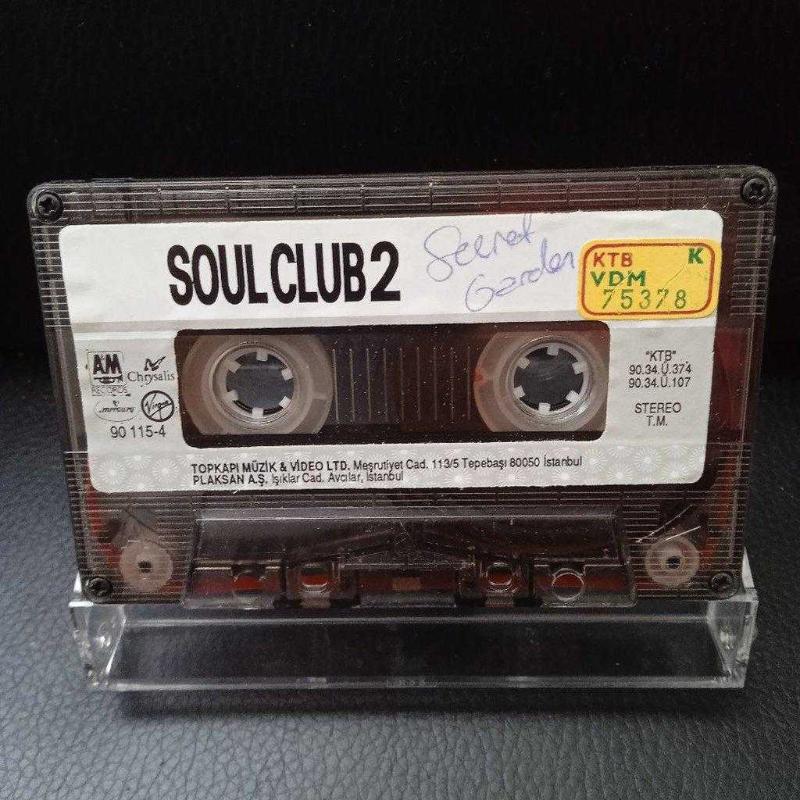 SOUL CLUB 2
Secret
Garden
KTB K
VDM
75378
A&M
RECORDS
Chrysalis
mercury
Virgin
90 115-4
"KTB"
90.34.Ü.374
90.34.Ü.107
STEREO
T.M.
TOPKAPI MÜZİK & VİDEO LTD. Meşrutiyet Cad. 113/5 Tepebaşı 80050 İstanbul
PLAKSAN A.Ş. Işıklar Cad. Avcılar, İstanbul